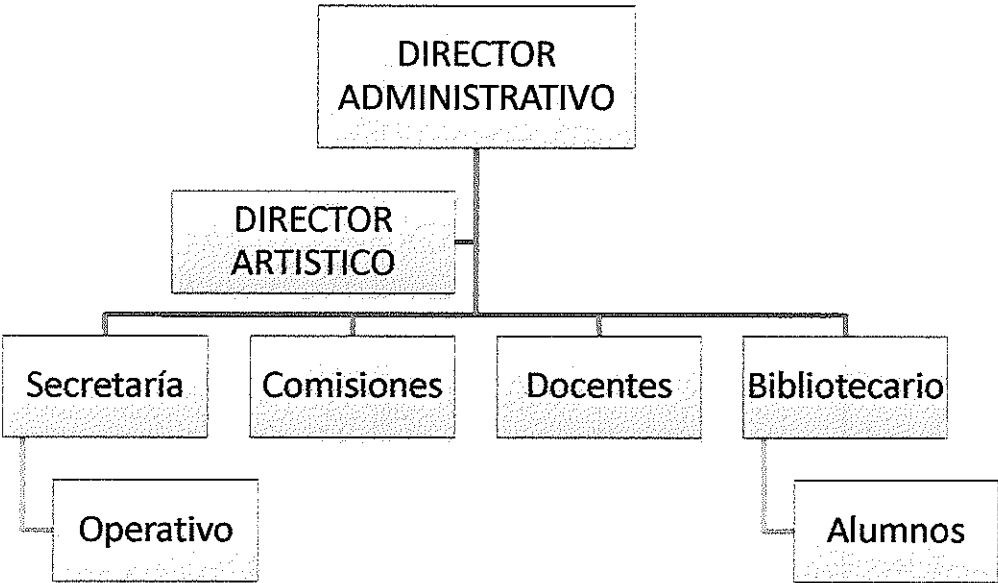 DIRECTOR
ADMINISTRATIVO
DIRECTOR
ARTISTICO
Secretaría
Comisiones
Docentes
Bibliotecario
Operativo
Alumnos